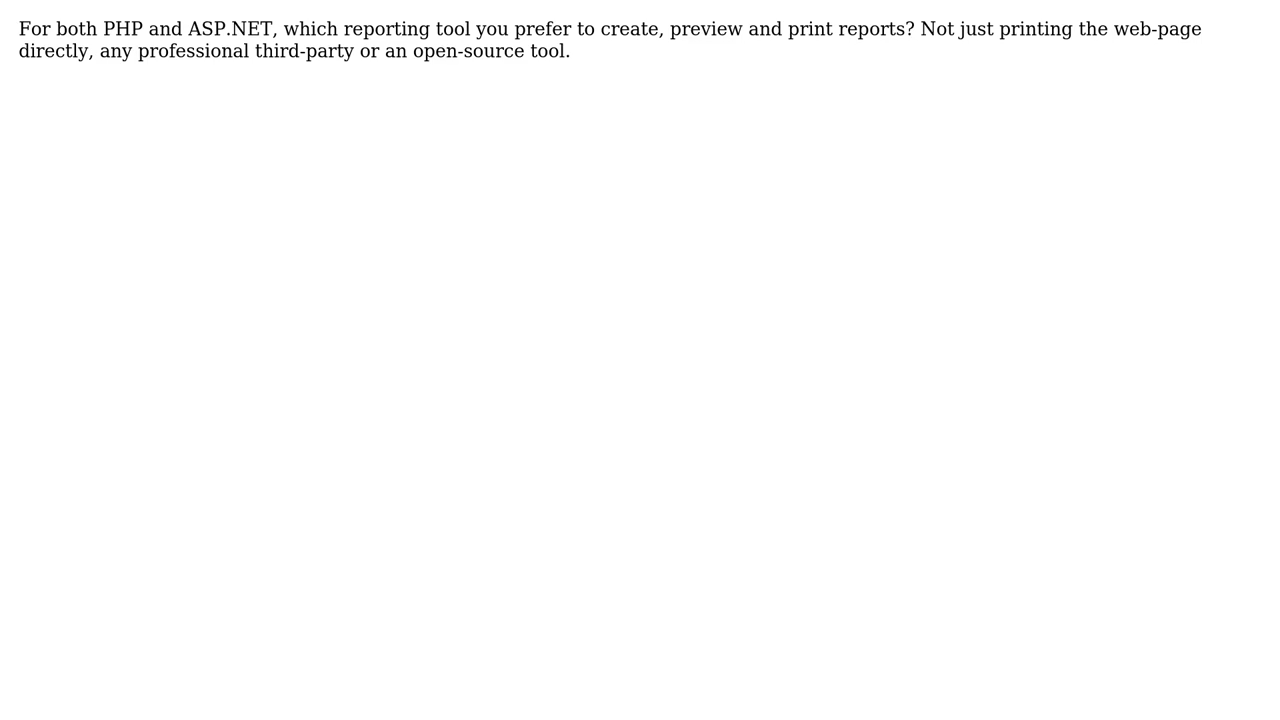 For both PHP and ASP.NET, which reporting tool you prefer to create, preview and print reports? Not just printing the web-page
directly, any professional third-party or an open-source tool.